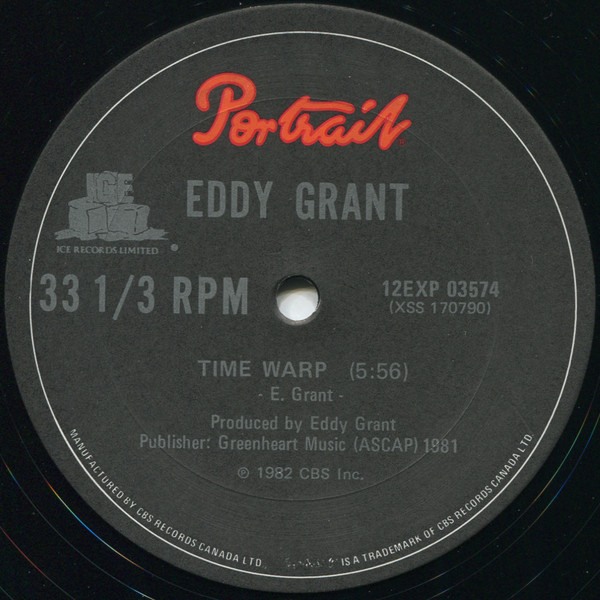 Portrait
ICE
EDDY GRANT
ICE RECORDS LIMITED ®
33 1/3 RPM
12EXP 03574
(XSS 170790)
TIME WARP (5:56)
- E. Grant -
Produced by Eddy Grant
Publisher: Greenheart Music (ASCAP) 1981
℗ 1982 CBS Inc.
MANUFACTURED BY CBS RECORDS CANADA LTD.
IS A TRADEMARK OF CBS RECORDS CANADA LTD.